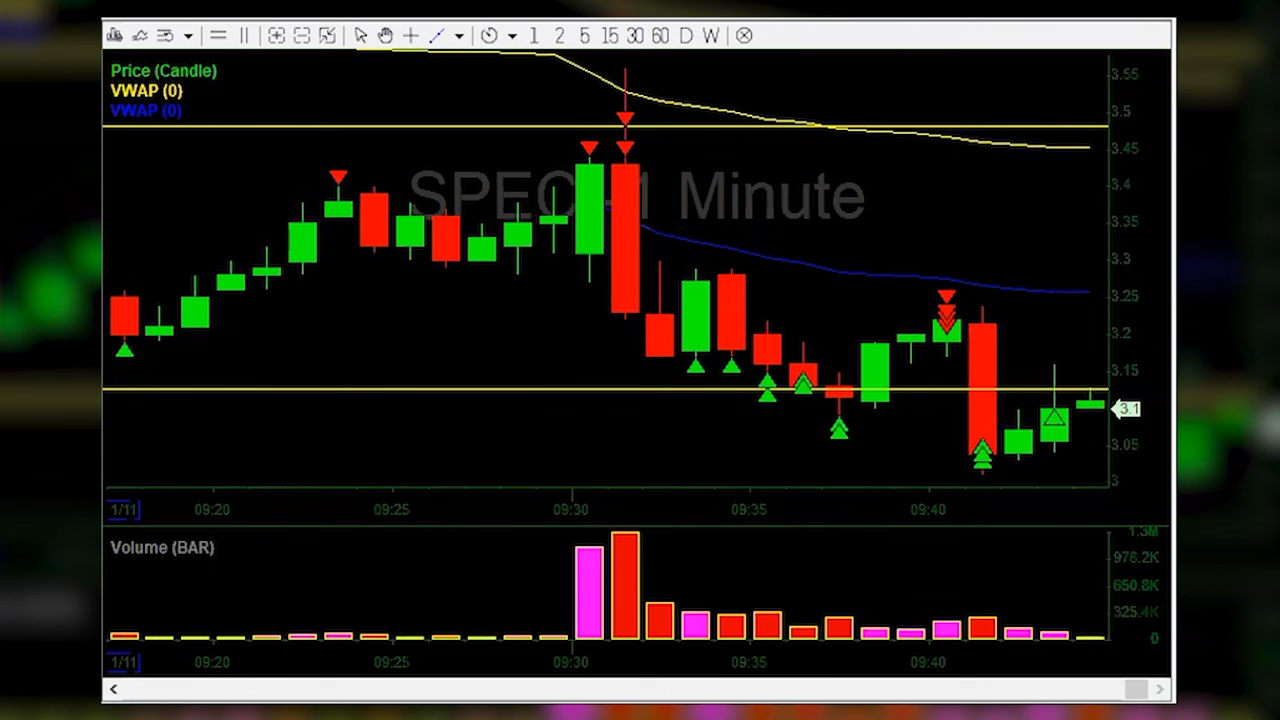 1 2 5 15 30 60 D W
Price (Candle)
VWAP (0)
VWAP (0)
SPEC - 1 Minute
3.55
3.5
3.45
3.4
3.35
3.3
3.25
3.2
3.15
3.1
3.05
3
1/11 09:20 09:25 09:30 09:35 09:40
Volume (BAR)
1.3M
976.2K
650.8K
325.4K
0
1/11 09:20 09:25 09:30 09:35 09:40